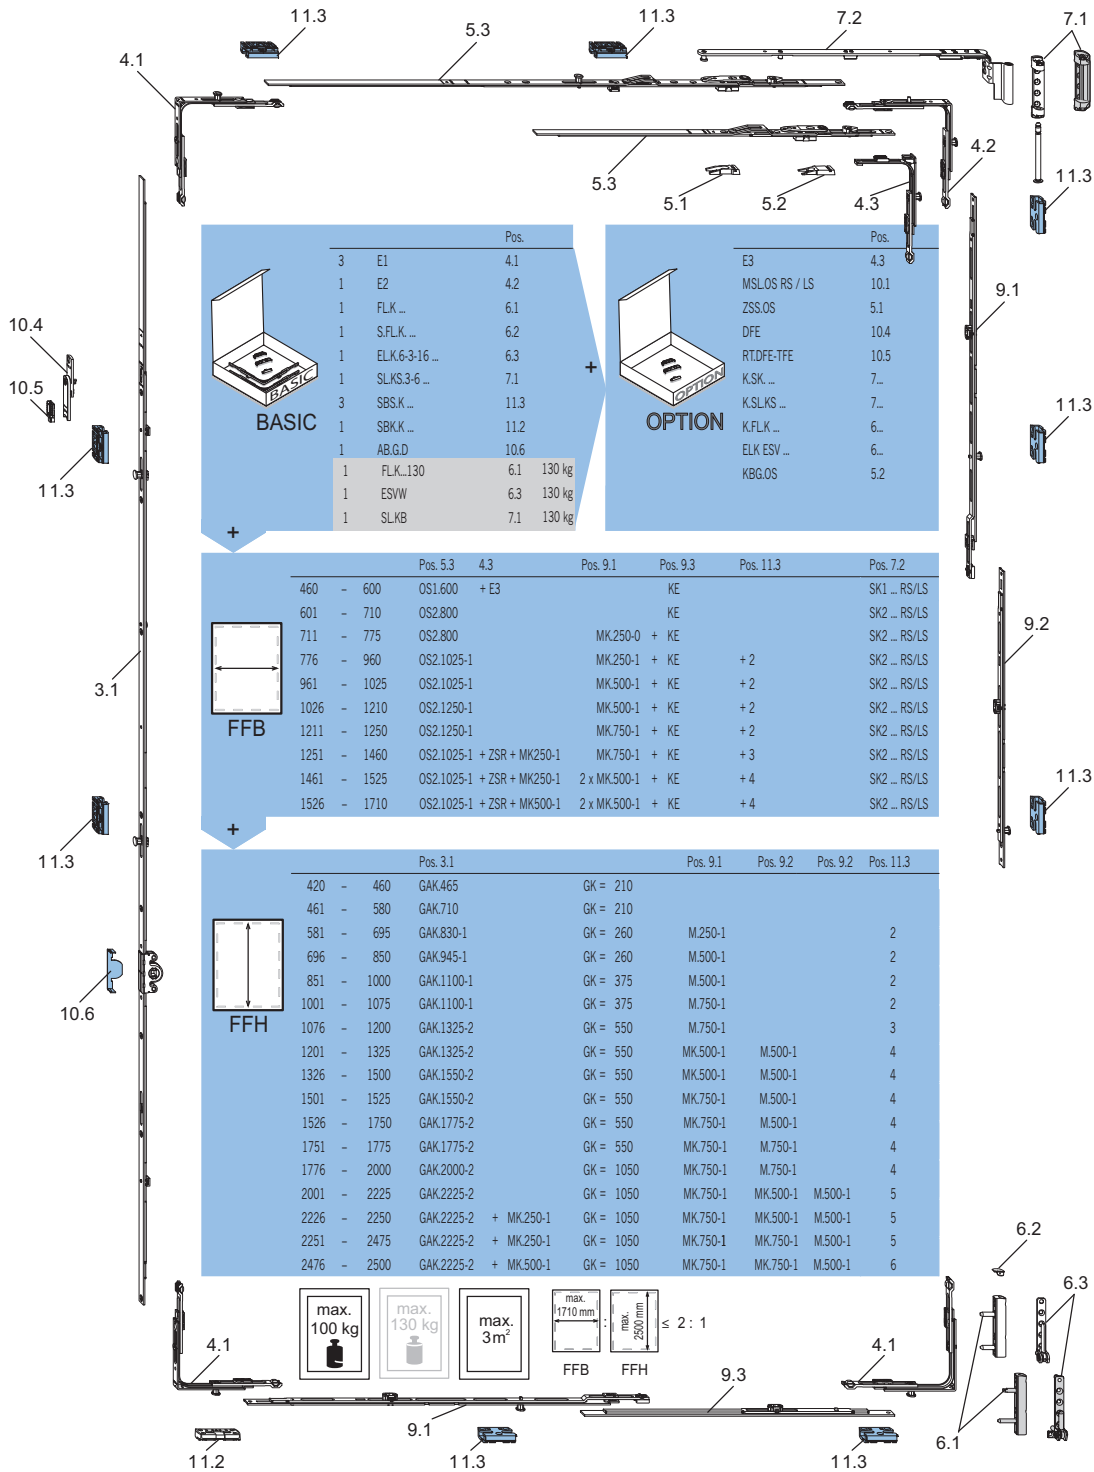 11.3
11.3
7.2
7.1
5.3
4.1
5.3
4.2
5.1
5.2
4.3
11.3
Pos.
3 E1 4.1
1 E2 4.2
1 FL.K ... 6.1
1 S.FL.K. ... 6.2
1 EL.K.6-3-16 ... 6.3
1 SL.KS.3-6 ... 7.1
3 SBS.K ... 11.3
1 SBK.K ... 11.2
1 AB.G.D 10.6
1 FL.K...130 6.1 130 kg
1 ESVW 6.3 130 kg
1 SL.KB 7.1 130 kg
BASIC
BASIC
+
Pos.
E3 4.3
MSL.OS RS / LS 10.1
ZSS.OS 5.1
DFE 10.4
RT.DFE-TFE 10.5
K.SK. ... 7...
K.SL.KS ... 7...
K.FL.K ... 6...
ELK ESV ... 6...
KBG.OS 5.2
OPTION
OPTION
9.1
10.4
10.5
11.3
11.3
+
Pos. 5.3 4.3 Pos. 9.1 Pos. 9.3 Pos. 11.3 Pos. 7.2
460 – 600 OS1.600 + E3 KE SK1 ... RS/LS
601 – 710 OS2.800 KE SK2 ... RS/LS
711 – 775 OS2.800 MK.250-0 + KE SK2 ... RS/LS
776 – 960 OS2.1025-1 MK.250-1 + KE + 2 SK2 ... RS/LS
961 – 1025 OS2.1025-1 MK.500-1 + KE + 2 SK2 ... RS/LS
1026 – 1210 OS2.1250-1 MK.500-1 + KE + 2 SK2 ... RS/LS
1211 – 1250 OS2.1250-1 MK.750-1 + KE + 2 SK2 ... RS/LS
1251 – 1460 OS2.1025-1 + ZSR + MK250-1 MK.750-1 + KE + 3 SK2 ... RS/LS
1461 – 1525 OS2.1025-1 + ZSR + MK250-1 2 x MK.500-1 + KE + 4 SK2 ... RS/LS
1526 – 1710 OS2.1025-1 + ZSR + MK500-1 2 x MK.500-1 + KE + 4 SK2 ... RS/LS
FFB
3.1
9.2
11.3
11.3
+
Pos. 3.1 Pos. 9.1 Pos. 9.2 Pos. 9.2 Pos. 11.3
420 – 460 GAK.465 GK = 210
461 – 580 GAK.710 GK = 210
581 – 695 GAK.830-1 GK = 260 M.250-1 2
696 – 850 GAK.945-1 GK = 260 M.500-1 2
851 – 1000 GAK.1100-1 GK = 375 M.500-1 2
1001 – 1075 GAK.1100-1 GK = 375 M.750-1 2
1076 – 1200 GAK.1325-2 GK = 550 M.750-1 3
1201 – 1325 GAK.1325-2 GK = 550 MK.500-1 M.500-1 4
1326 – 1500 GAK.1550-2 GK = 550 MK.500-1 M.500-1 4
1501 – 1525 GAK.1550-2 GK = 550 MK.750-1 M.500-1 4
1526 – 1750 GAK.1775-2 GK = 550 MK.750-1 M.500-1 4
1751 – 1775 GAK.1775-2 GK = 550 MK.750-1 M.750-1 4
1776 – 2000 GAK.2000-2 GK = 1050 MK.750-1 M.750-1 4
2001 – 2225 GAK.2225-2 GK = 1050 MK.750-1 MK.500-1 M.500-1 5
2226 – 2250 GAK.2225-2 + MK.250-1 GK = 1050 MK.750-1 MK.500-1 M.500-1 5
2251 – 2475 GAK.2225-2 + MK.250-1 GK = 1050 MK.750-1 MK.750-1 M.500-1 5
2476 – 2500 GAK.2225-2 + MK.500-1 GK = 1050 MK.750-1 MK.750-1 M.500-1 6
FFH
10.6
6.2
6.3
max.
100 kg
max.
130 kg
max.
3m²
max.
1710 mm
:
max.
2500 mm
≤ 2 : 1
FFB
FFH
4.1
4.1
9.3
9.1
6.1
11.2
11.3
11.3